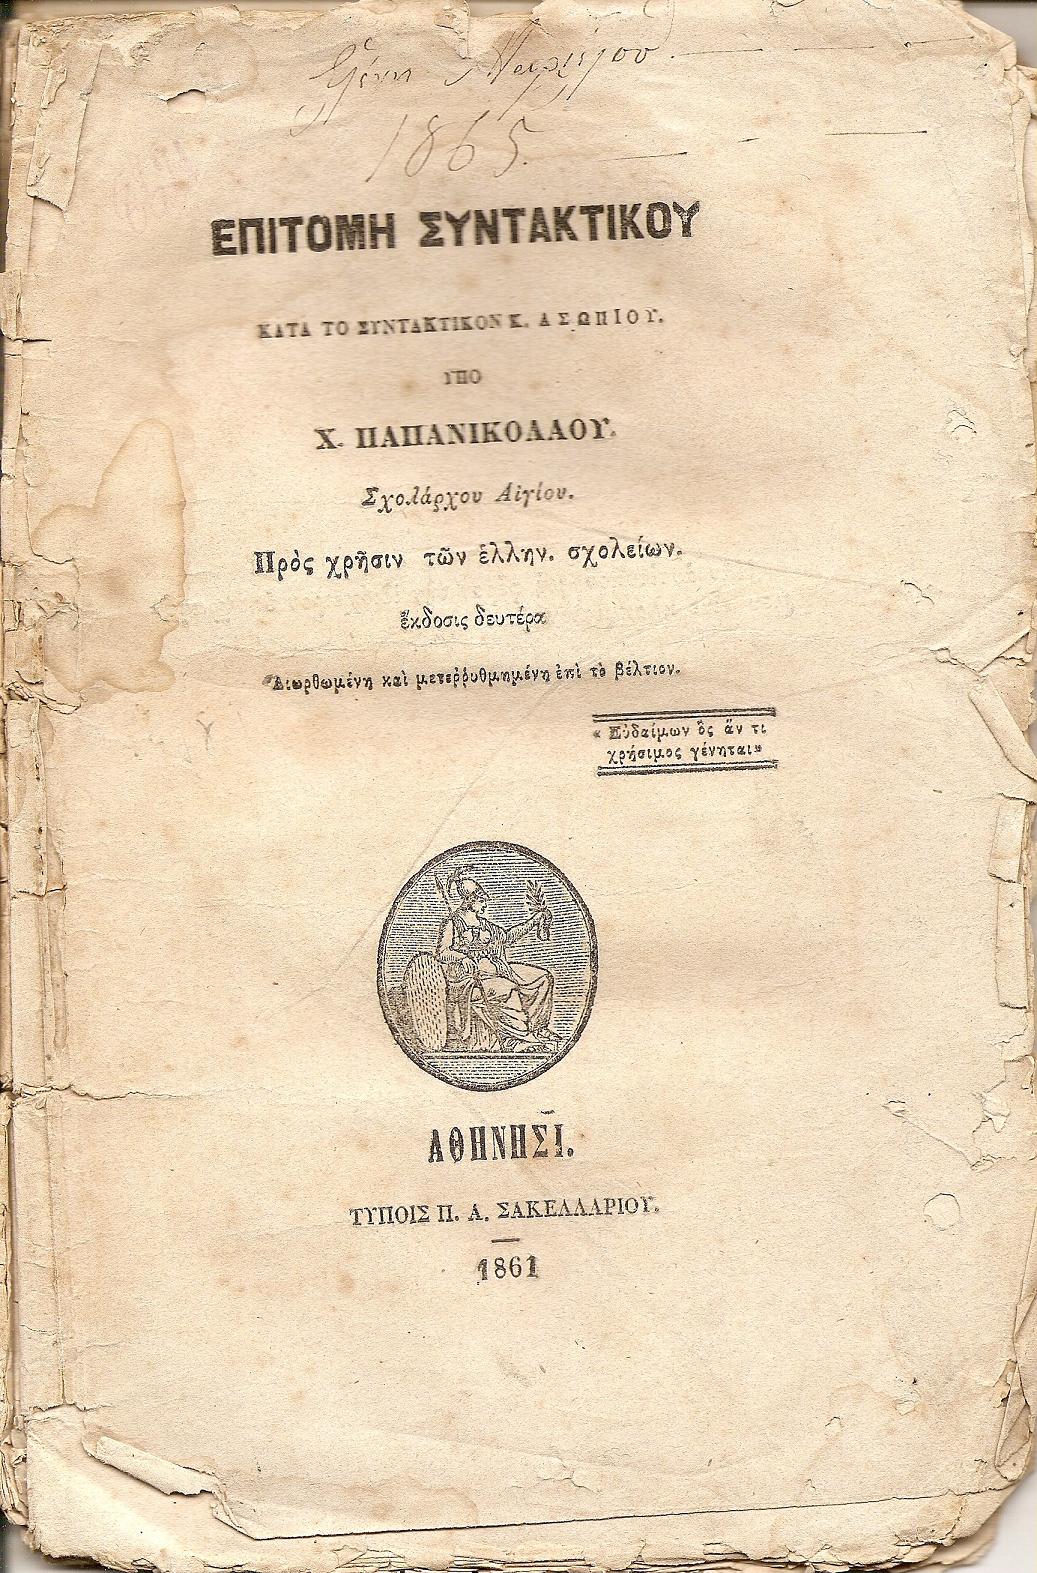 1865.
ΕΠΙΤΟΜΗ ΣΥΝΤΑΚΤΙΚΟΥ
ΚΑΤΑ ΤΟ ΣΥΝΤΑΚΤΙΚΟΝ Κ. ΑΣΩΠΙΟΥ.
ΥΠΟ
Χ. ΠΑΠΑΝΙΚΟΛΑΟΥ.
Σχολάρχου Αἰγίου.
Πρὸς χρῆσιν τῶν ἑλλην. σχολείων.
ἔκδοσις δευτέρα
Διωρθωμένη καὶ μετεῤῥυθμημένη ἐπὶ τὸ βέλτιον.
« Εὐδαίμων ὃς ἄν τι
χρήσιμος γένηται»
ΑΘΗΝΗΣΙ.
ΤΥΠΟΙΣ Π. Α. ΣΑΚΕΛΛΑΡΙΟΥ.
1861